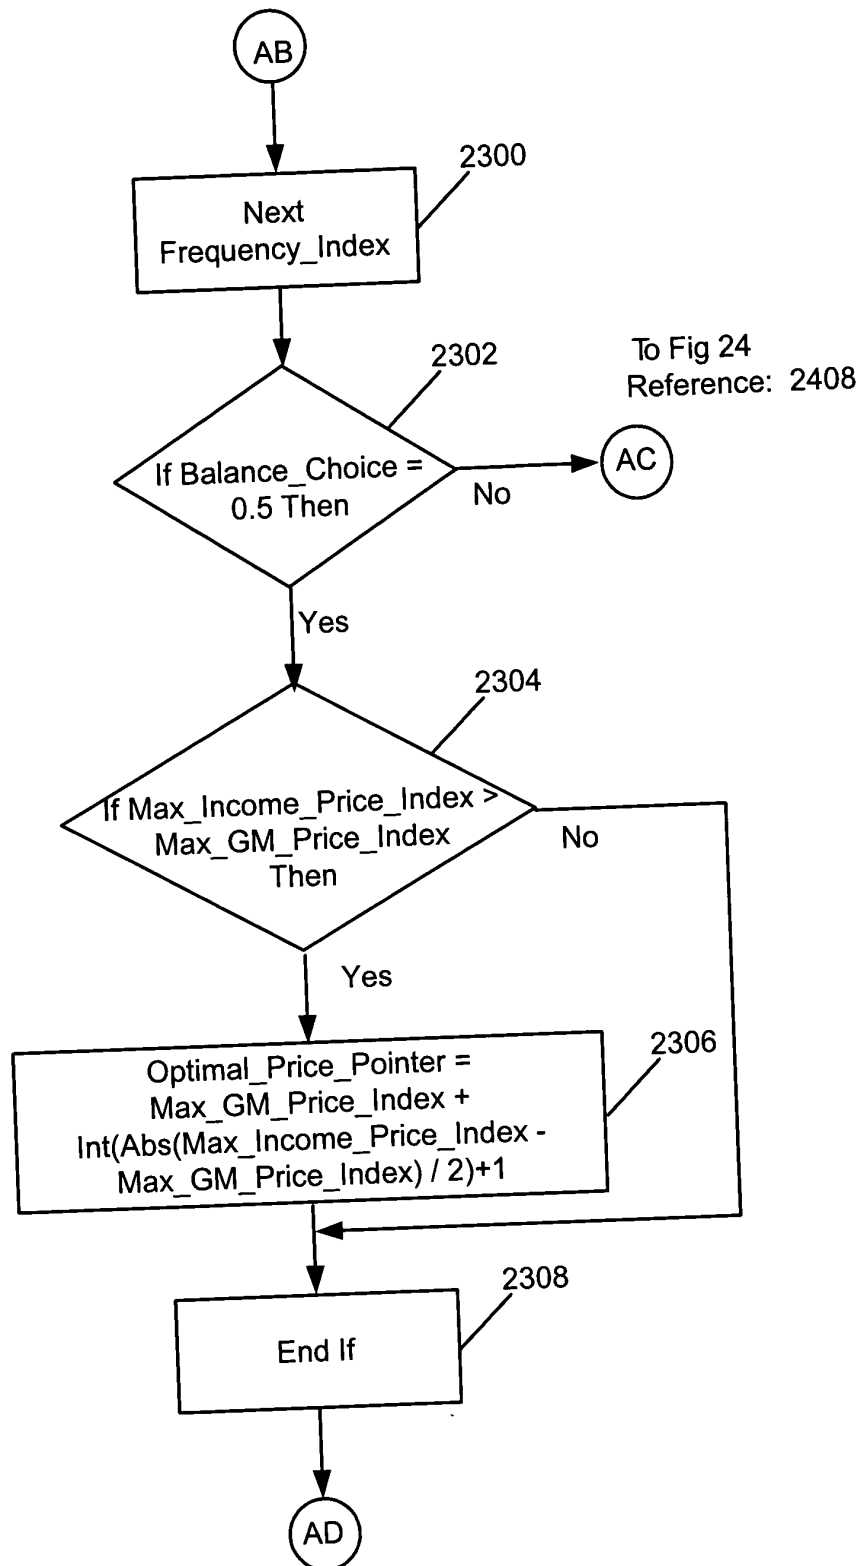 AB
2300
Next
Frequency_Index
2302
To Fig 24
Reference: 2408
If Balance_Choice =
0.5 Then
AC
No
Yes
2304
If Max_Income_Price_Index >
Max_GM_Price_Index
Then
No
Yes
2306
Optimal_Price_Pointer =
Max_GM_Price_Index +
Int(Abs(Max_Income_Price_Index -
Max_GM_Price_Index) / 2)+1
2308
End If
AD